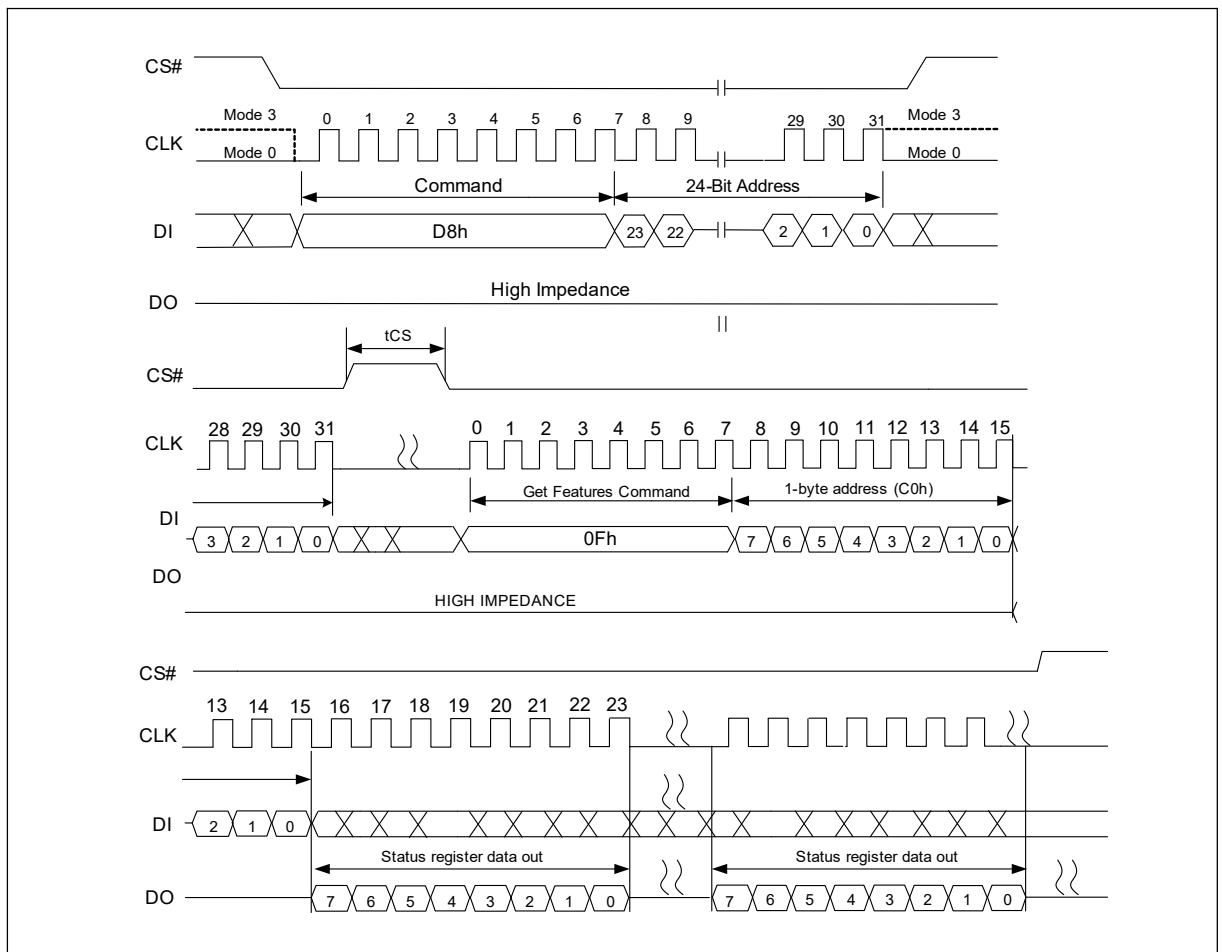 CS#
Mode 3
0 1 2 3 4 5 6 7 8 9 29 30 31
Mode 3
CLK
Mode 0
Mode 0
Command
24-Bit Address
DI
D8h
23 22 2 1 0
High Impedance
DO
tCS
CS#
28 29 30 31 0 1 2 3 4 5 6 7 8 9 10 11 12 13 14 15
CLK
Get Features Command
1-byte address (C0h)
DI
3 2 1 0 0Fh 7 6 5 4 3 2 1 0
DO
HIGH IMPEDANCE
CS#
13 14 15 16 17 18 19 20 21 22 23
CLK
DI
2 1 0
Status register data out
Status register data out
DO
7 6 5 4 3 2 1 0 7 6 5 4 3 2 1 0